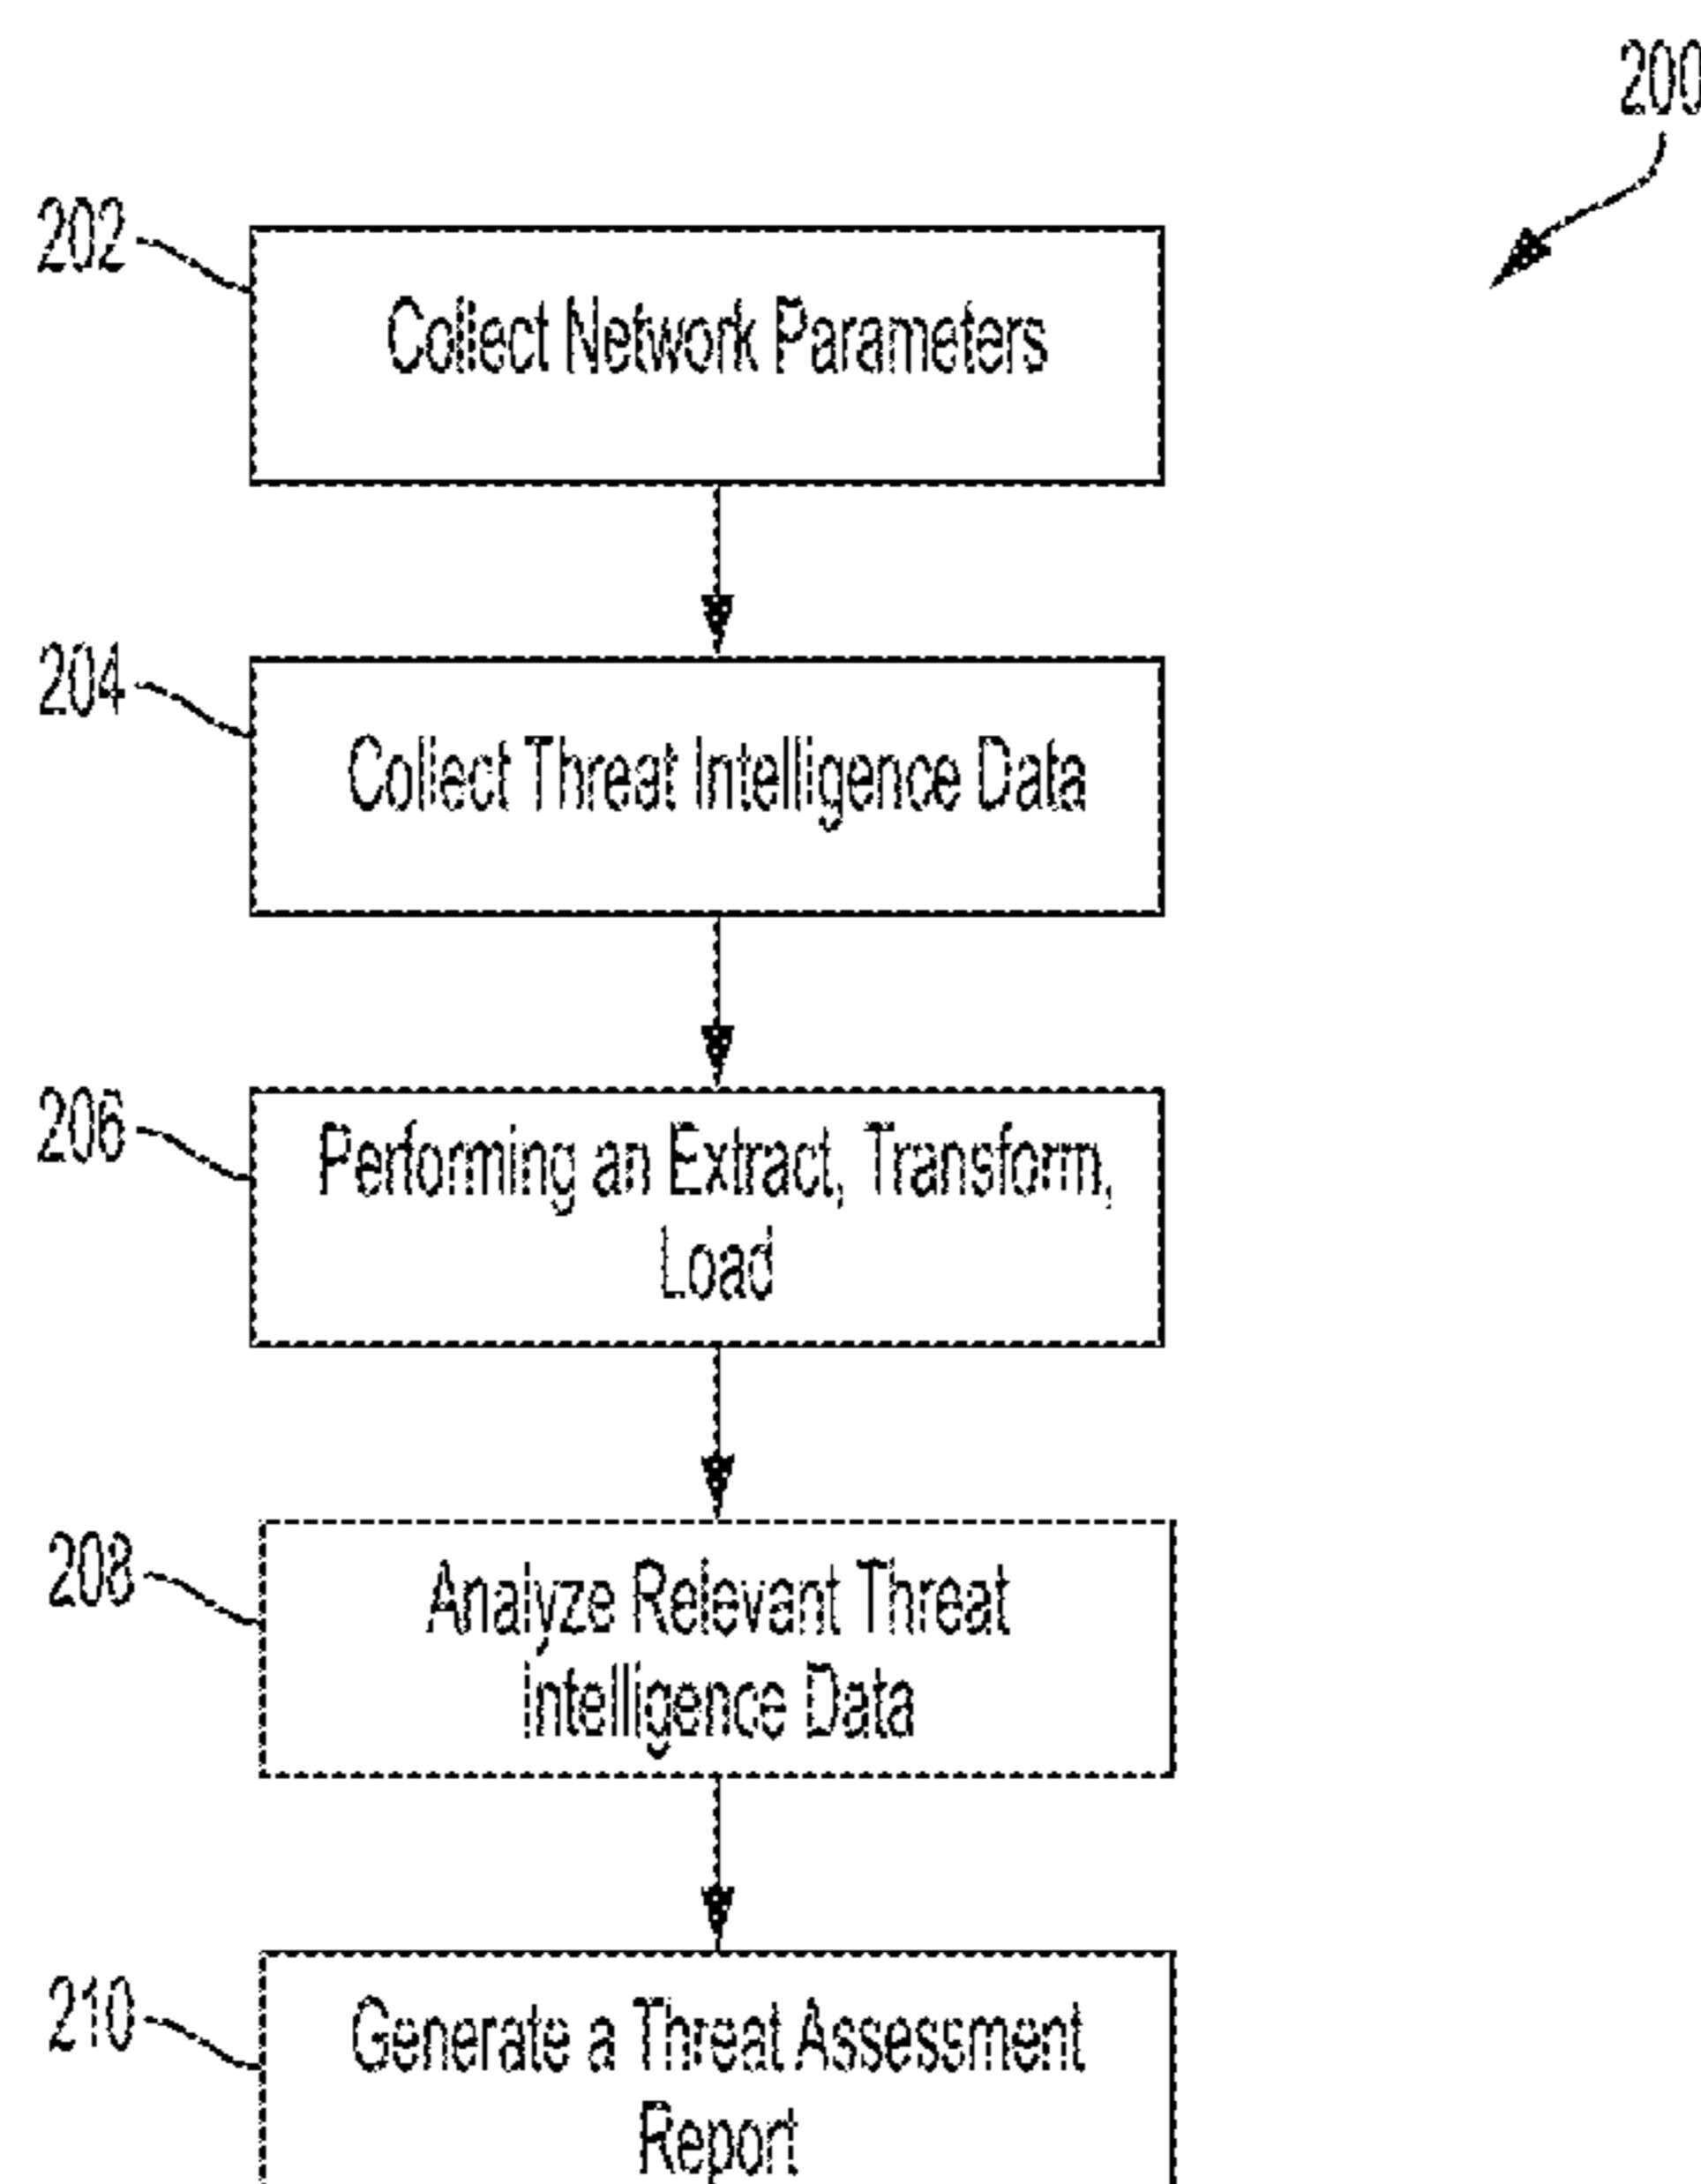 200
202
Collect Network Parameters
204
Collect Threat Intelligence Data
206
Performing an Extract, Transform,
Load
208
Analyze Relevant Threat
Intelligence Data
210
Generate a Threat Assessment
Report